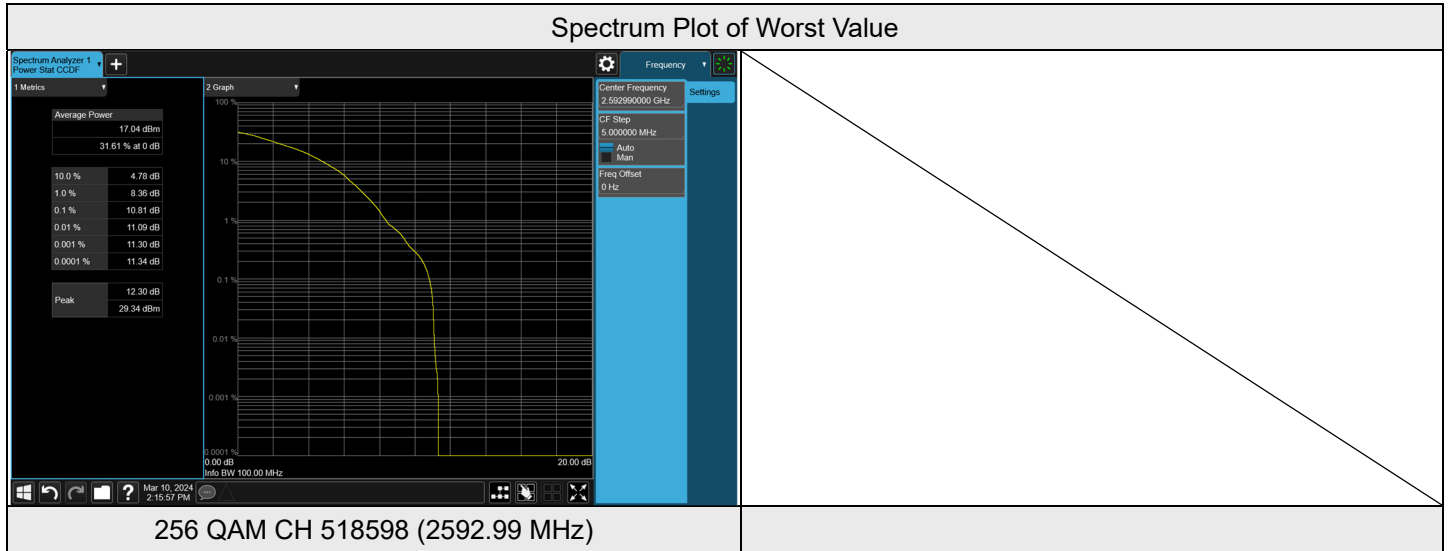 Spectrum Plot of Worst Value
Spectrum Analyzer 1
Power Stat CCDF
+
Frequency
1 Metrics
2 Graph
Center Frequency
2.592990000 GHz
Settings
CF Step
5.000000 MHz
Auto
Man
Freq Offset
0 Hz
Average Power
17.04 dBm
31.61 % at 0 dB
10.0 % 4.78 dB
1.0 % 8.36 dB
0.1 % 10.81 dB
0.01 % 11.09 dB
0.001 % 11.30 dB
0.0001 % 11.34 dB
Peak 12.30 dB
29.34 dBm
100 %
10 %
1 %
0.1 %
0.01 %
0.001 %
0.0001 %
0.00 dB 20.00 dB
Info BW 100.00 MHz
? Mar 10, 2024
2:15:57 PM
256 QAM CH 518598 (2592.99 MHz)